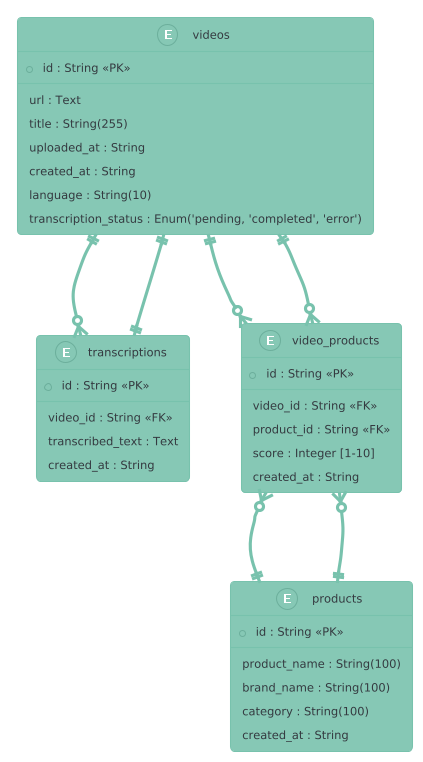 E videos
id : String «PK»
url : Text
title : String(255)
uploaded_at : String
created_at : String
language : String(10)
transcription_status : Enum('pending, 'completed', 'error')
E transcriptions
id : String «PK»
video_id : String «FK»
transcribed_text : Text
created_at : String
E video_products
id : String «PK»
video_id : String «FK»
product_id : String «FK»
score : Integer [1-10]
created_at : String
E products
id : String «PK»
product_name : String(100)
brand_name : String(100)
category : String(100)
created_at : String